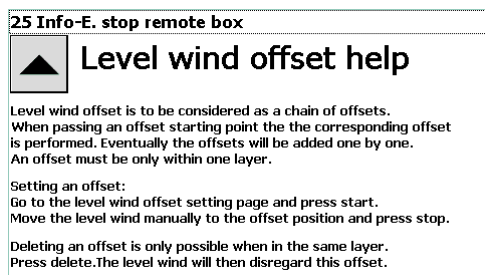 25 Info-E. stop remote box
Level wind offset help
Level wind offset is to be considered as a chain of offsets.
When passing an offset starting point the the corresponding offset
is performed. Eventually the offsets will be added one by one.
An offset must be only within one layer.
Setting an offset:
Go to the level wind offset setting page and press start.
Move the level wind manually to the offset position and press stop.
Deleting an offset is only possible when in the same layer.
Press delete.The level wind will then disregard this offset.